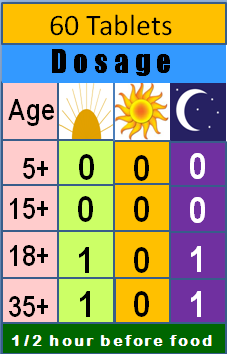 60 Tablets
Dosage
Age
5+ 0 0 0
15+ 0 0 0
18+ 1 0 1
35+ 1 0 1
1/2 hour before food